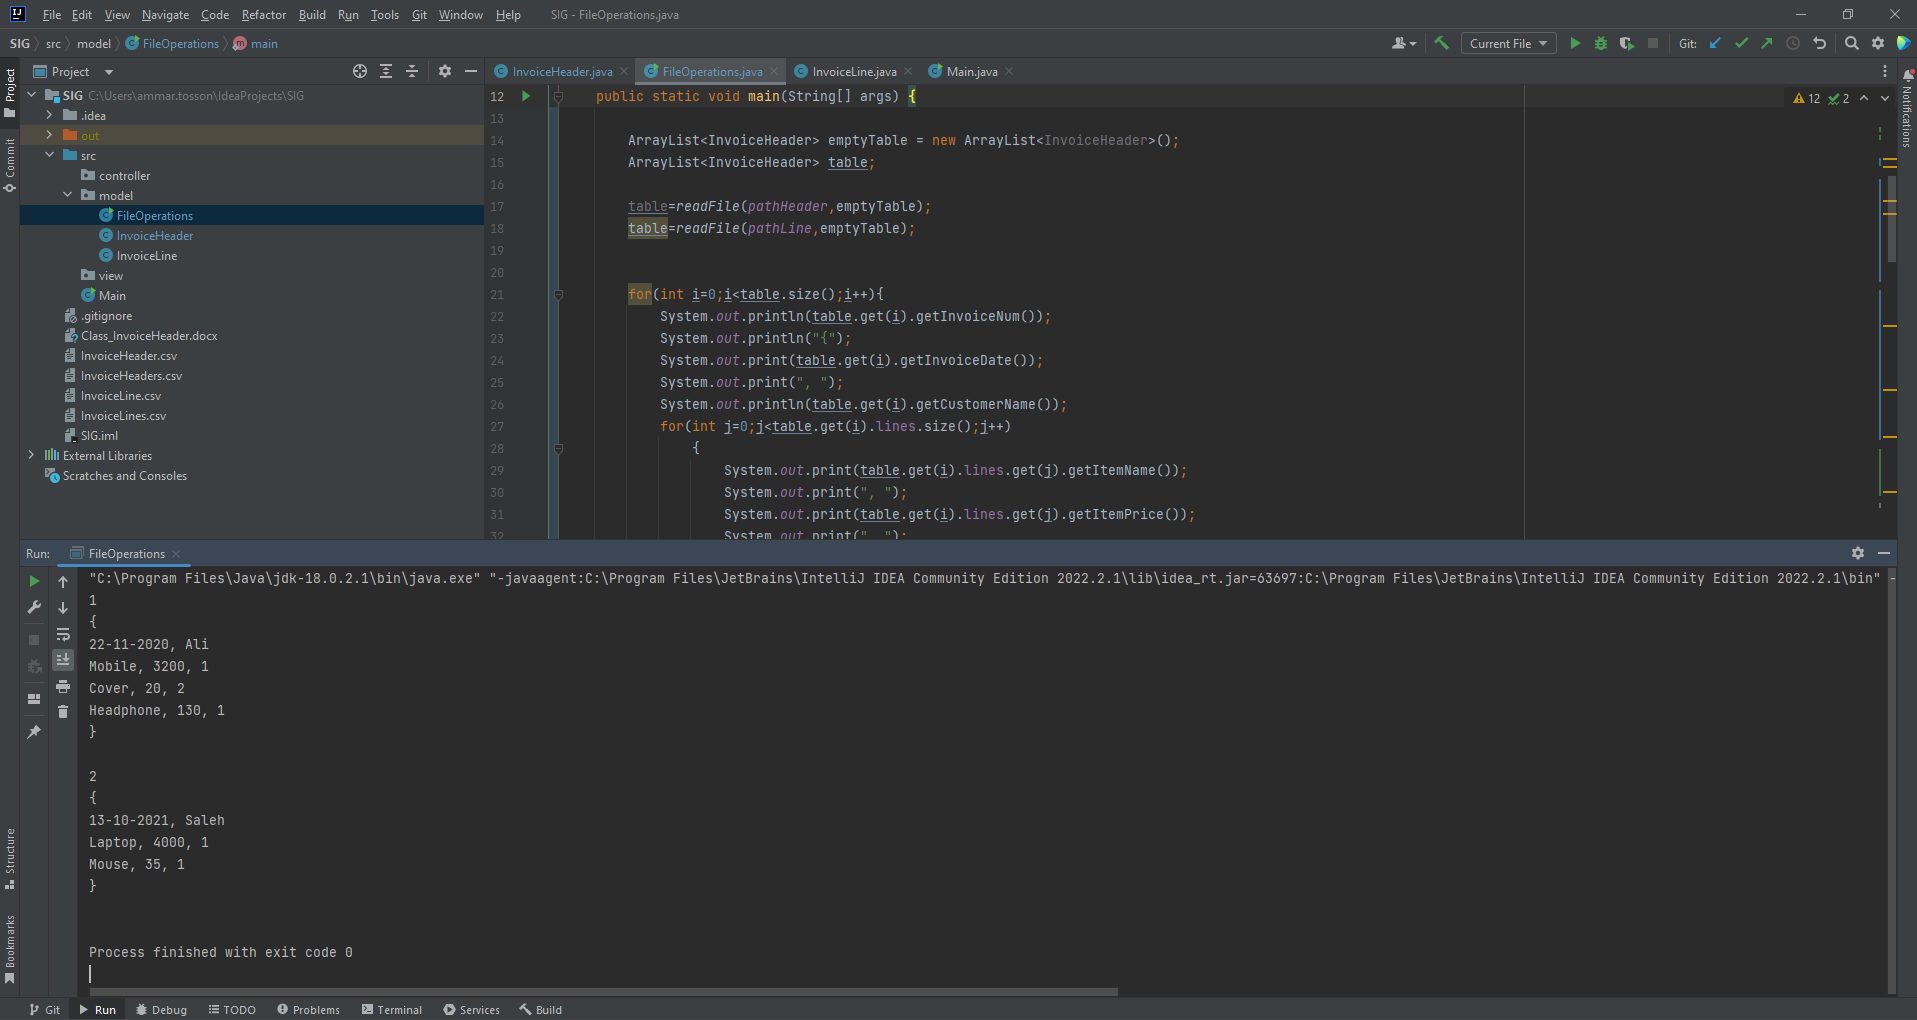 File Edit View Navigate Code Refactor Build Run Tools Git Window Help SIG - FileOperations.java
SIG src model FileOperations main
Current File Git:
Project
InvoiceHeader.java FileOperations.java InvoiceLine.java Main.java
Project
Commit
Structure
Bookmarks
Notifications
SIG C:\Users\ammar.tosson\IdeaProjects\SIG
.idea
out
src
controller
model
FileOperations
InvoiceHeader
InvoiceLine
view
Main
.gitignore
Class_InvoiceHeader.docx
InvoiceHeader.csv
InvoiceHeaders.csv
InvoiceLine.csv
InvoiceLines.csv
SIG.iml
External Libraries
Scratches and Consoles
12 2
12 public static void main(String[] args) {
13
14 ArrayList<InvoiceHeader> emptyTable = new ArrayList<InvoiceHeader>();
15 ArrayList<InvoiceHeader> table;
16
17 table=readFile(pathHeader,emptyTable);
18 table=readFile(pathLine,emptyTable);
19
20
21 for(int i=0;i<table.size();i++){
22 System.out.println(table.get(i).getInvoiceNum());
23 System.out.println("{");
24 System.out.print(table.get(i).getInvoiceDate());
25 System.out.print(", ");
26 System.out.println(table.get(i).getCustomerName());
27 for(int j=0;j<table.get(i).lines.size();j++)
28 {
29 System.out.print(table.get(i).lines.get(j).getItemName());
30 System.out.print(", ");
31 System.out.print(table.get(i).lines.get(j).getItemPrice());
32 System.out.print(", ");
Run: FileOperations
"C:\Program Files\Java\jdk-18.0.2.1\bin\java.exe" "-javaagent:C:\Program Files\JetBrains\IntelliJ IDEA Community Edition 2022.2.1\lib\idea_rt.jar=63697:C:\Program Files\JetBrains\IntelliJ IDEA Community Edition 2022.2.1\bin" -
1
{
22-11-2020, Ali
Mobile, 3200, 1
Cover, 20, 2
Headphone, 130, 1
}
2
{
13-10-2021, Saleh
Laptop, 4000, 1
Mouse, 35, 1
}
Process finished with exit code 0
Git Run Debug TODO Problems Terminal Services Build